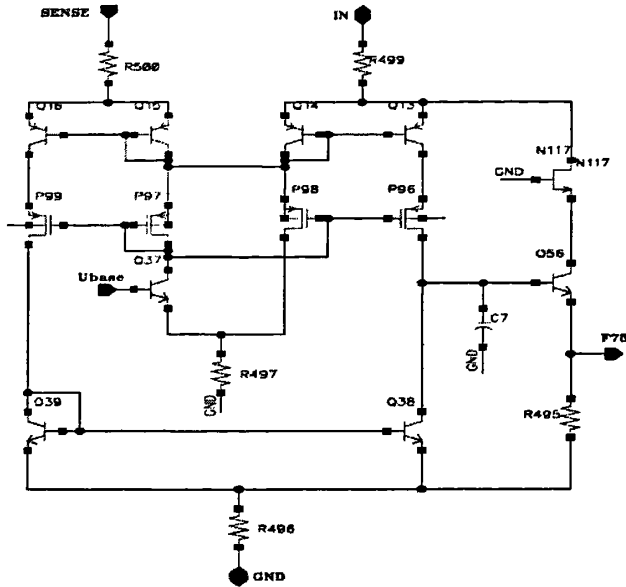 SENSE
IN
R500
R499
Q16
Q15
Q14
Q13
N117
N117
GND
P99
P97
P98
P96
Q37
Q56
Ubase
C7
F78
GND
R497
GND
R495
Q39
Q38
R496
GND